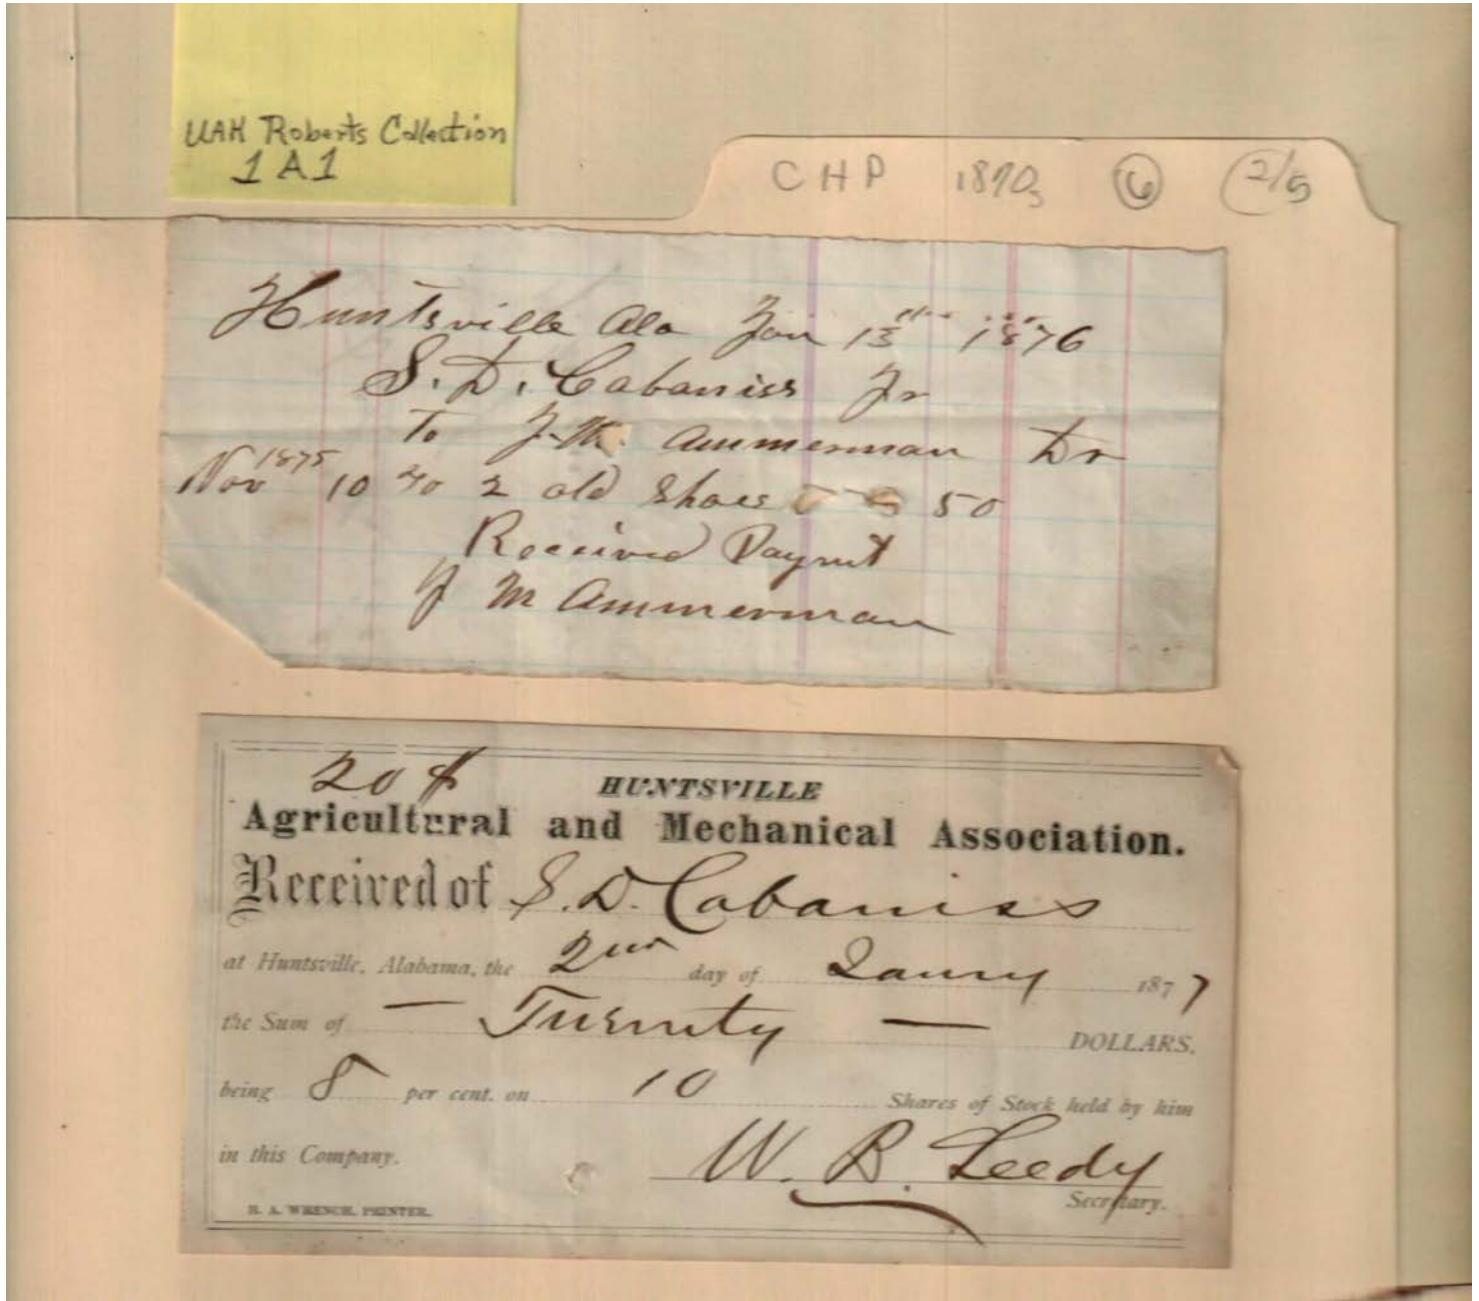 UAH Roberts Collection
1A1
CHP 1870s 6 2/5
Huntsville Ala Jan 13th 1876
S. D. Cabaniss Jr
To J. M. Ammerman Dr
1875
Nov 10 To 2 old Shoes 50
Received Paymt
J M Ammerman
20 $
HUNTSVILLE
Agricultural and Mechanical Association.
Received of S. D. Cabaniss
at Huntsville, Alabama, the 2nd day of Jauny 1877
the Sum of — Twenty — DOLLARS.
being 8 per cent. on 10 Shares of Stock held by him
in this Company. W. B. Leedy
Secretary.
B. A. WRENCH, PRINTER.